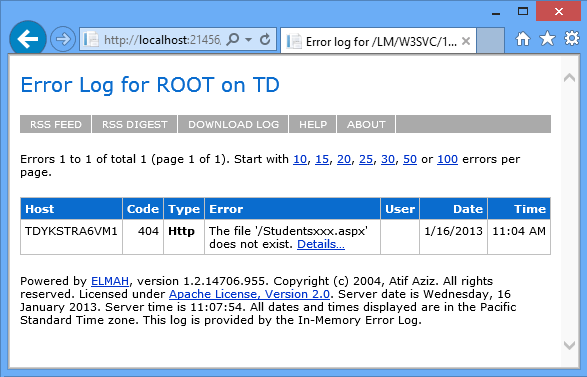 http://localhost:21456/
Error log for /LM/W3SVC/1...
Error Log for ROOT on TD
RSS FEED RSS DIGEST DOWNLOAD LOG HELP ABOUT
Errors 1 to 1 of total 1 (page 1 of 1). Start with 10, 15, 20, 25, 30, 50 or 100 errors per
page.
Host Code Type Error User Date Time
TDYKSTRA6VM1 404 Http The file '/Studentsxxx.aspx' 1/16/2013 11:04 AM
does not exist. Details...
Powered by ELMAH, version 1.2.14706.955. Copyright (c) 2004, Atif Aziz. All rights
reserved. Licensed under Apache License, Version 2.0. Server date is Wednesday, 16
January 2013. Server time is 11:07:54. All dates and times displayed are in the Pacific
Standard Time zone. This log is provided by the In-Memory Error Log.